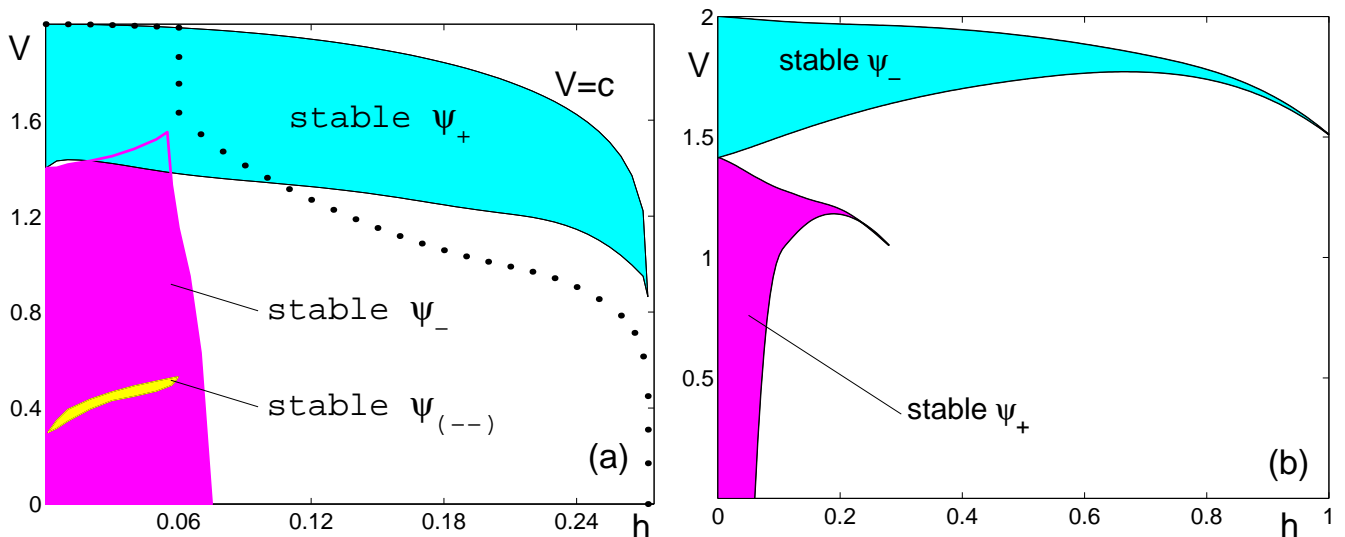 V
V=c
stable ψ₊
1.6
1.2
stable ψ₋
0.8
stable ψ₍₋₋₎
0.4
(a)
0
0.06
0.12
0.18
0.24
h
2
V
stable ψ₋
1.5
1
0.5
stable ψ₊
(b)
0
0.2
0.4
0.6
0.8
h
1